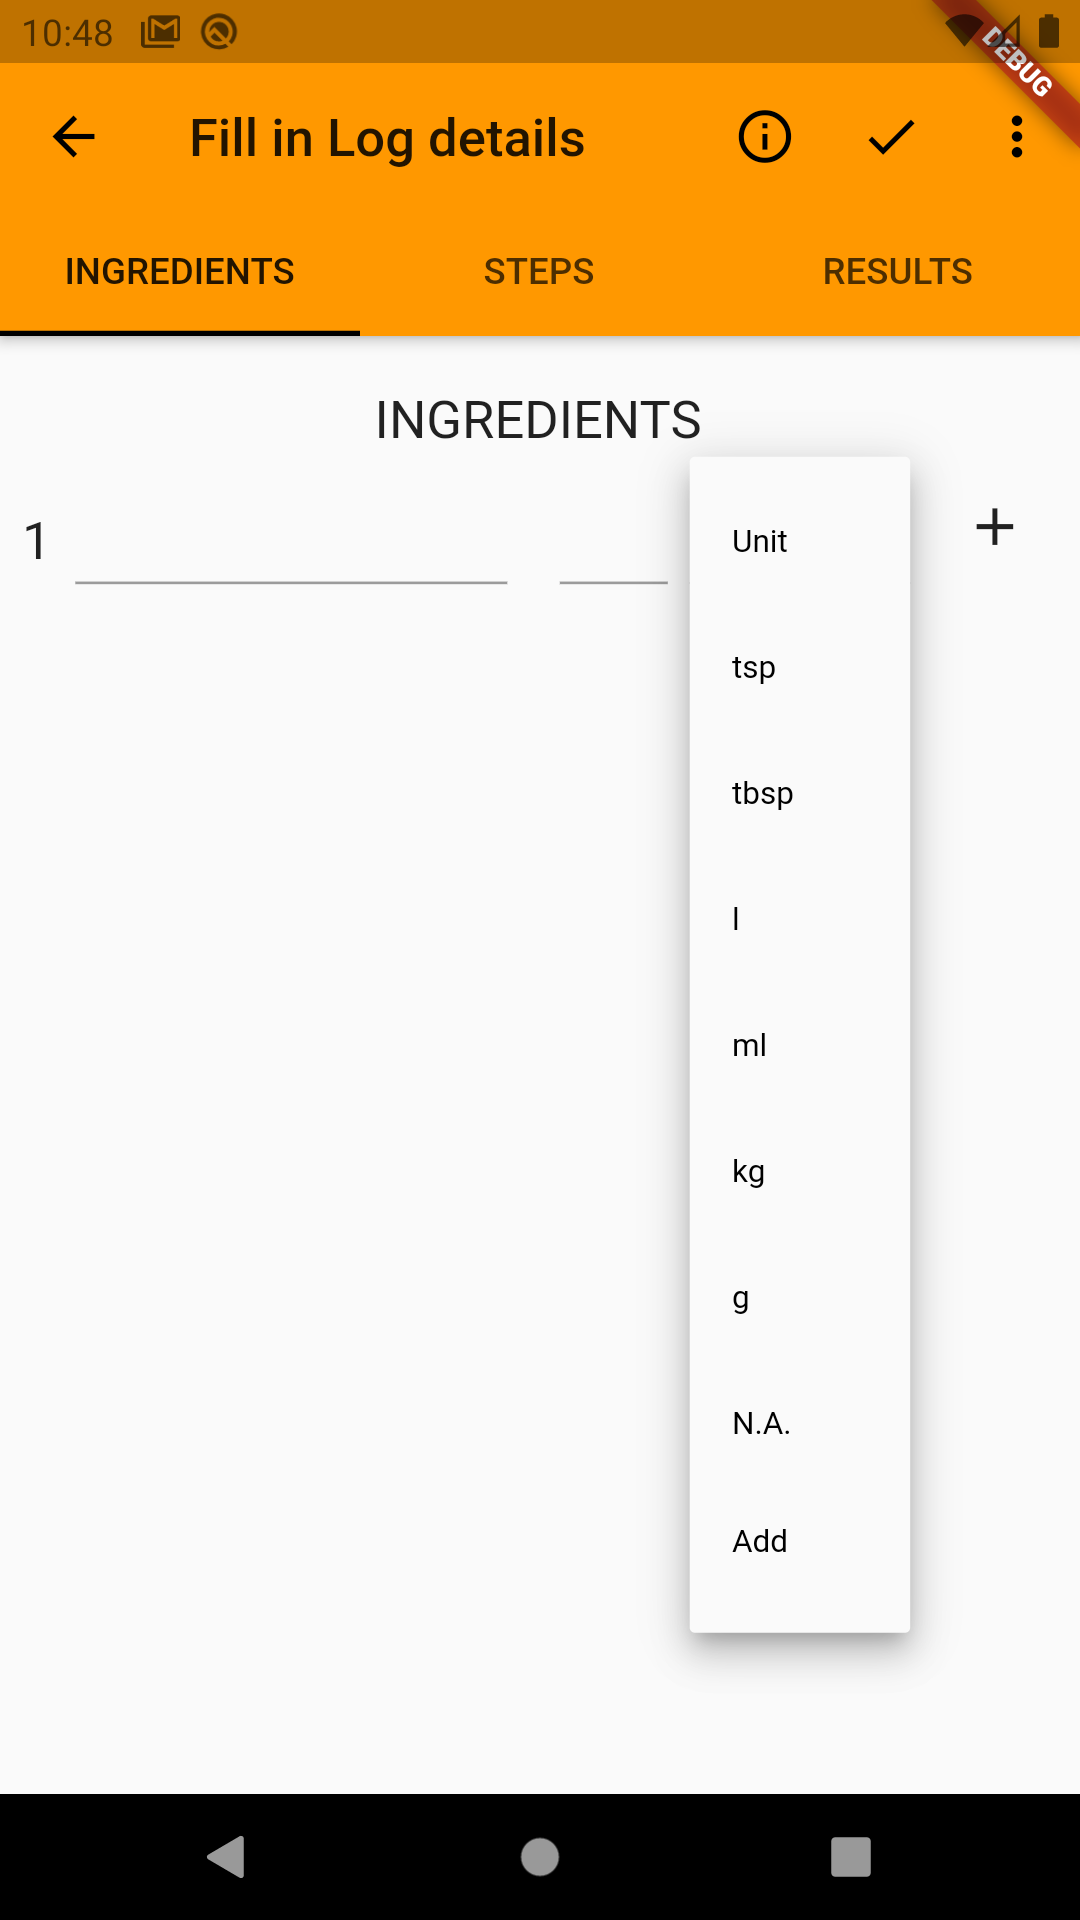 10:48
DEBUG
Fill in Log details
INGREDIENTS STEPS RESULTS
INGREDIENTS
1
Unit
tsp
tbsp
l
ml
kg
g
N.A.
Add